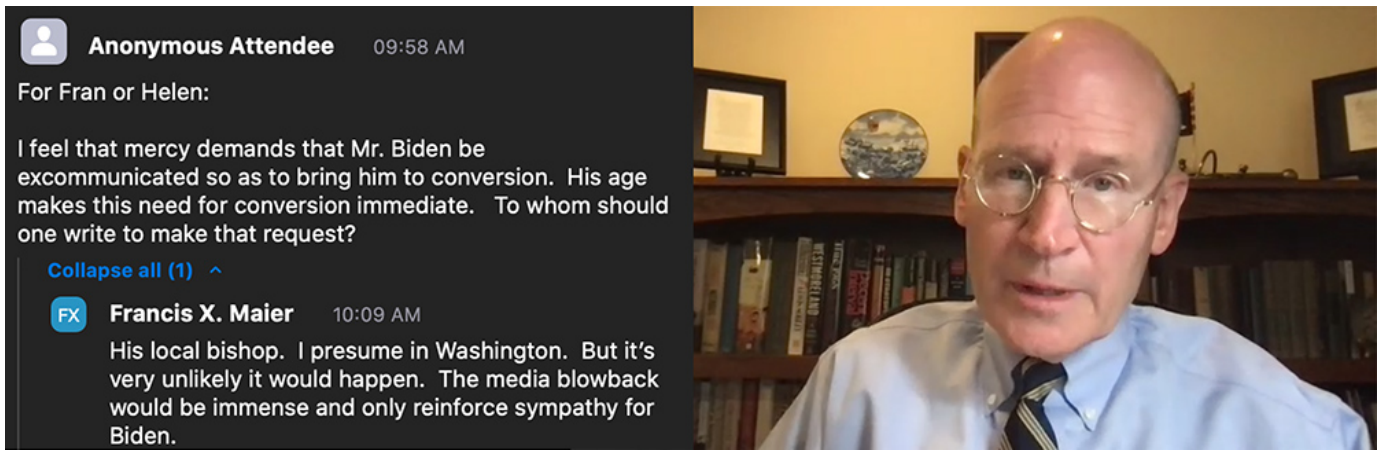 Anonymous Attendee 09:58 AM
For Fran or Helen:
I feel that mercy demands that Mr. Biden be
excommunicated so as to bring him to conversion.  His age
makes this need for conversion immediate.   To whom should
one write to make that request?
Collapse all (1)
FX Francis X. Maier 10:09 AM
His local bishop.  I presume in Washington.  But it’s
very unlikely it would happen.  The media blowback
would be immense and only reinforce sympathy for
Biden.
WESTMORELAND